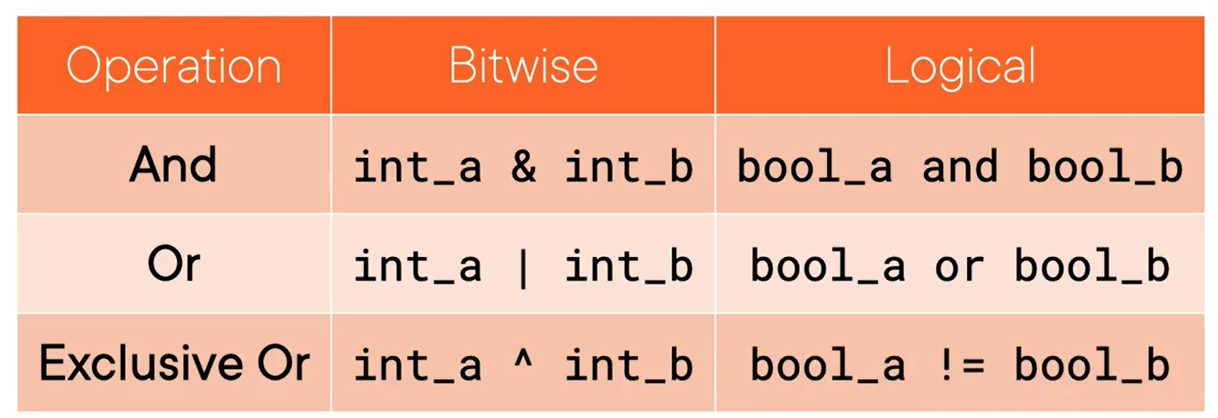 Operation Bitwise Logical
And int_a & int_b bool_a and bool_b
Or int_a | int_b bool_a or bool_b
Exclusive Or int_a ^ int_b bool_a != bool_b